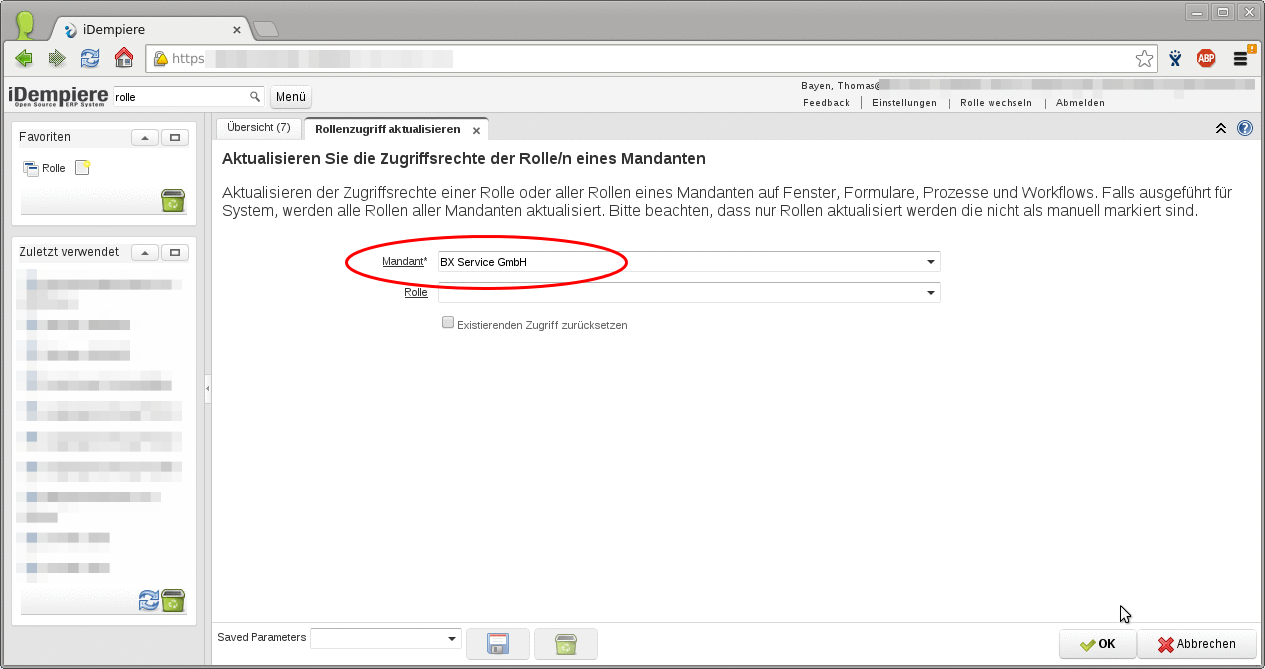 iDempiere
https
iDempiere
Open Source ERP System
rolle
Menü
Bayen, Thomas@
Feedback | Einstellungen | Rolle wechseln | Abmelden
Favoriten
Rolle
Zuletzt verwendet
Übersicht (7)
Rollenzugriff aktualisieren
Aktualisieren Sie die Zugriffsrechte der Rolle/n eines Mandanten
Aktualisieren der Zugriffsrechte einer Rolle oder aller Rollen eines Mandanten auf Fenster, Formulare, Prozesse und Workflows. Falls ausgeführt für
System, werden alle Rollen aller Mandanten aktualisiert. Bitte beachten, dass nur Rollen aktualisiert werden die nicht als manuell markiert sind.
Mandant* BX Service GmbH
Rolle
Existierenden Zugriff zurücksetzen
Saved Parameters
OK
Abbrechen
ABP